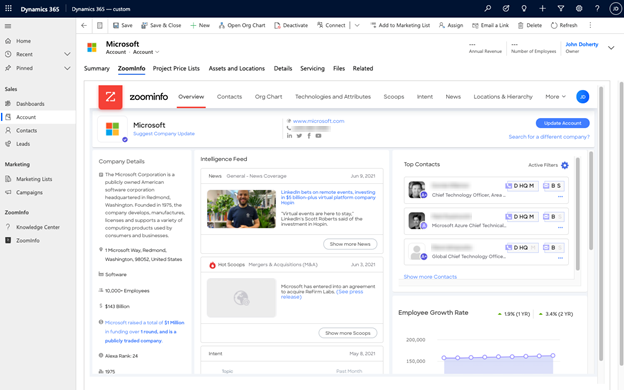 Dynamics 365
Dynamics 365 — custom
JD
Save
Save & Close
New
Open Org Chart
Deactivate
Connect
Add to Marketing List
Assign
Email a Link
Delete
Refresh
Home
Recent
Pinned
Sales
Dashboards
Account
Contacts
Leads
Marketing
Marketing Lists
Campaigns
ZoomInfo
Knowledge Center
ZoomInfo
Microsoft
Account · Account
---
Annual Revenue
---
Number of Employees
John Doherty
Owner
Summary
ZoomInfo
Project Price Lists
Assets and Locations
Details
Servicing
Files
Related
zoominfo
Overview
Contacts
Org Chart
Technologies and Attributes
Scoops
Intent
News
Locations & Hierarchy
More
JD
Microsoft
Suggest Company Update
www.microsoft.com
Update Account
Search for a different company?
Company Details
The Microsoft Corporation is a
publicly owned American
software corporation
headquartered in Redmond,
Washington. Founded in 1975, the
company develops, manufactures,
licenses and supports a variety of
computing products used by
consumers and businesses.
1 Microsoft Way, Redmond,
Washington, 98052, United States
Software
10,000+ Employees
$143 Billion
Microsoft raised a total of $1 Million
in funding over 1 round, and is a
publicly traded company.
Alexa Rank: 24
1975
Intelligence Feed
News
General - News Coverage
Jun 9, 2021
LinkedIn bets on remote events, investing
in $5 billion-plus virtual platform company
Hopin
"Virtual events are here to stay,"
LinkedIn's Scott Roberts said of the
investment in Hopin.
Show more News
Hot Scoops
Mergers & Acquisitions (M&A)
Jun 3, 2021
Microsoft has entered into an agreement
to acquire ReFirm Labs. (See press
release)
Show more Scoops
Intent
May 8, 2021
Topic
Past Month
Top Contacts
Active Filters
Chief Technology Officer, Area ...
D HQ M
B S
Microsoft Azure Chief Technical...
D HQ M
B S
Global Chief Technology Office...
D HQ M
B S
Show more Contacts
Employee Growth Rate
1.9% (1 YR)
3.4% (2 YR)
200,000
150,000